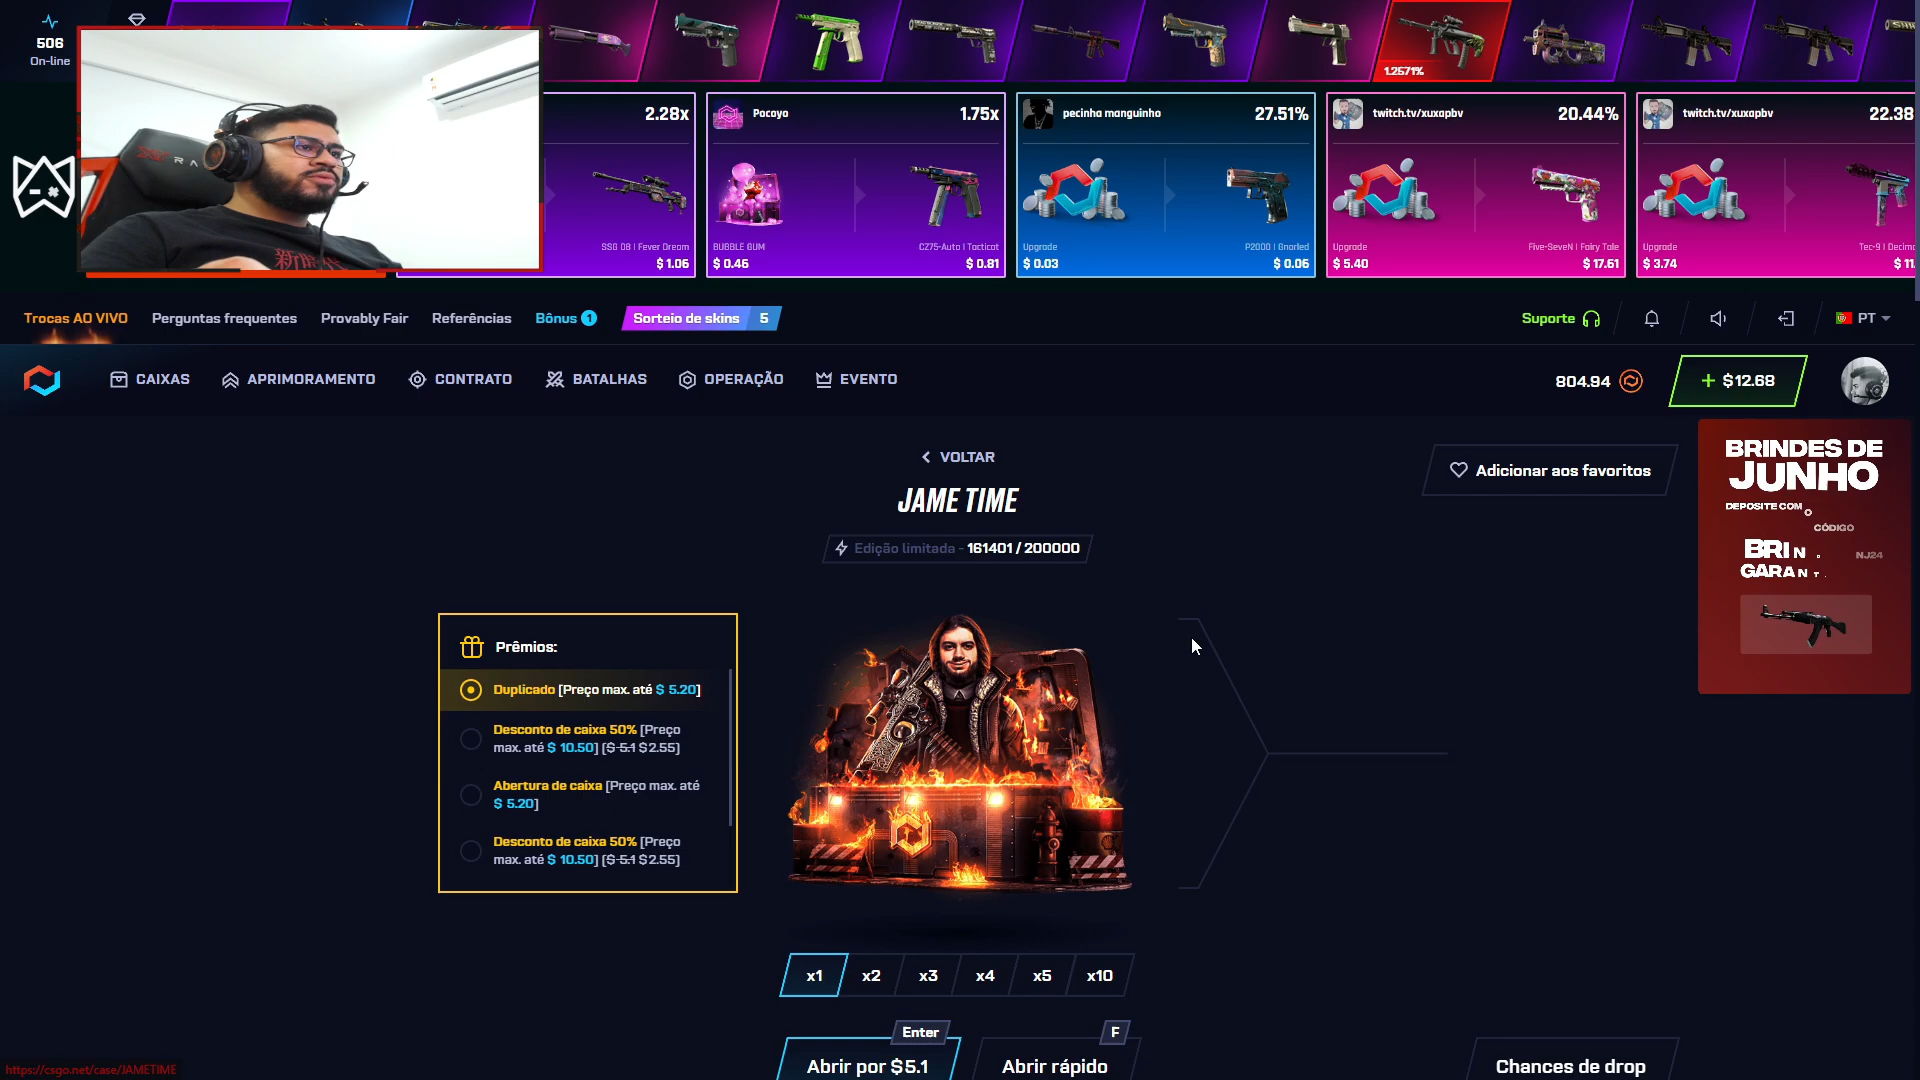 506
On-line
1.2571%
2.28x
SSG 08 | Fever Dream
$ 1.06
Pocoyo
1.75x
BUBBLE GUM
CZ75-Auto | Tacticat
$ 0.46
$ 0.81
pecinha manguinho
27.51%
Upgrade
P2000 | Gnarled
$ 0.03
$ 0.06
twitch.tv/xuxapbv
20.44%
Upgrade
Five-SeveN | Fairy Tale
$ 5.40
$ 17.61
twitch.tv/xuxapbv
22.38
Upgrade
$ 3.74
Trocas AO VIVO
Perguntas frequentes
Provably Fair
Referências
Bônus 1
Sorteio de skins 5
Suporte
PT
CAIXAS
APRIMORAMENTO
CONTRATO
BATALHAS
OPERAÇÃO
EVENTO
804.94
+ $ 12.68
VOLTAR
JAME TIME
Edição limitada - 161401 / 200000
Adicionar aos favoritos
BRINDES DE
JUNHO
DEPOSITE COM O
CÓDIGO
BRIN
NJ24
GARANT
Prêmios:
Duplicado [Preço max. até $ 5.20]
Desconto de caixa 50% [Preço
max. até $ 10.50] [$ 5.1 $ 2.55]
Abertura de caixa [Preço max. até
$ 5.20]
Desconto de caixa 50% [Preço
max. até $ 10.50] [$ 5.1 $ 2.55]
x1
x2
x3
x4
x5
x10
Enter
F
Abrir por $ 5.1
Abrir rápido
Chances de drop
https://csgo.net/case/JAMETIME